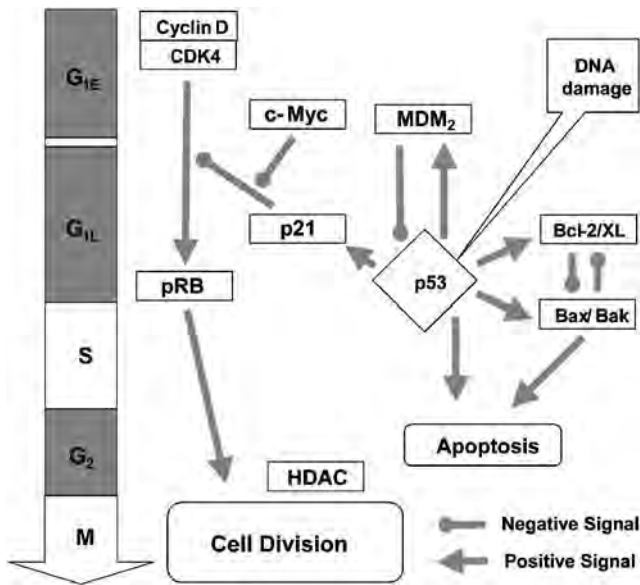 Cyclin D
CDK4
G1E
DNA
damage
c-Myc
MDM2
G1L
p21
Bcl-2/XL
p53
pRB
Bax/Bak
S
Apoptosis
G2
HDAC
M
Cell Division
Negative Signal
Positive Signal